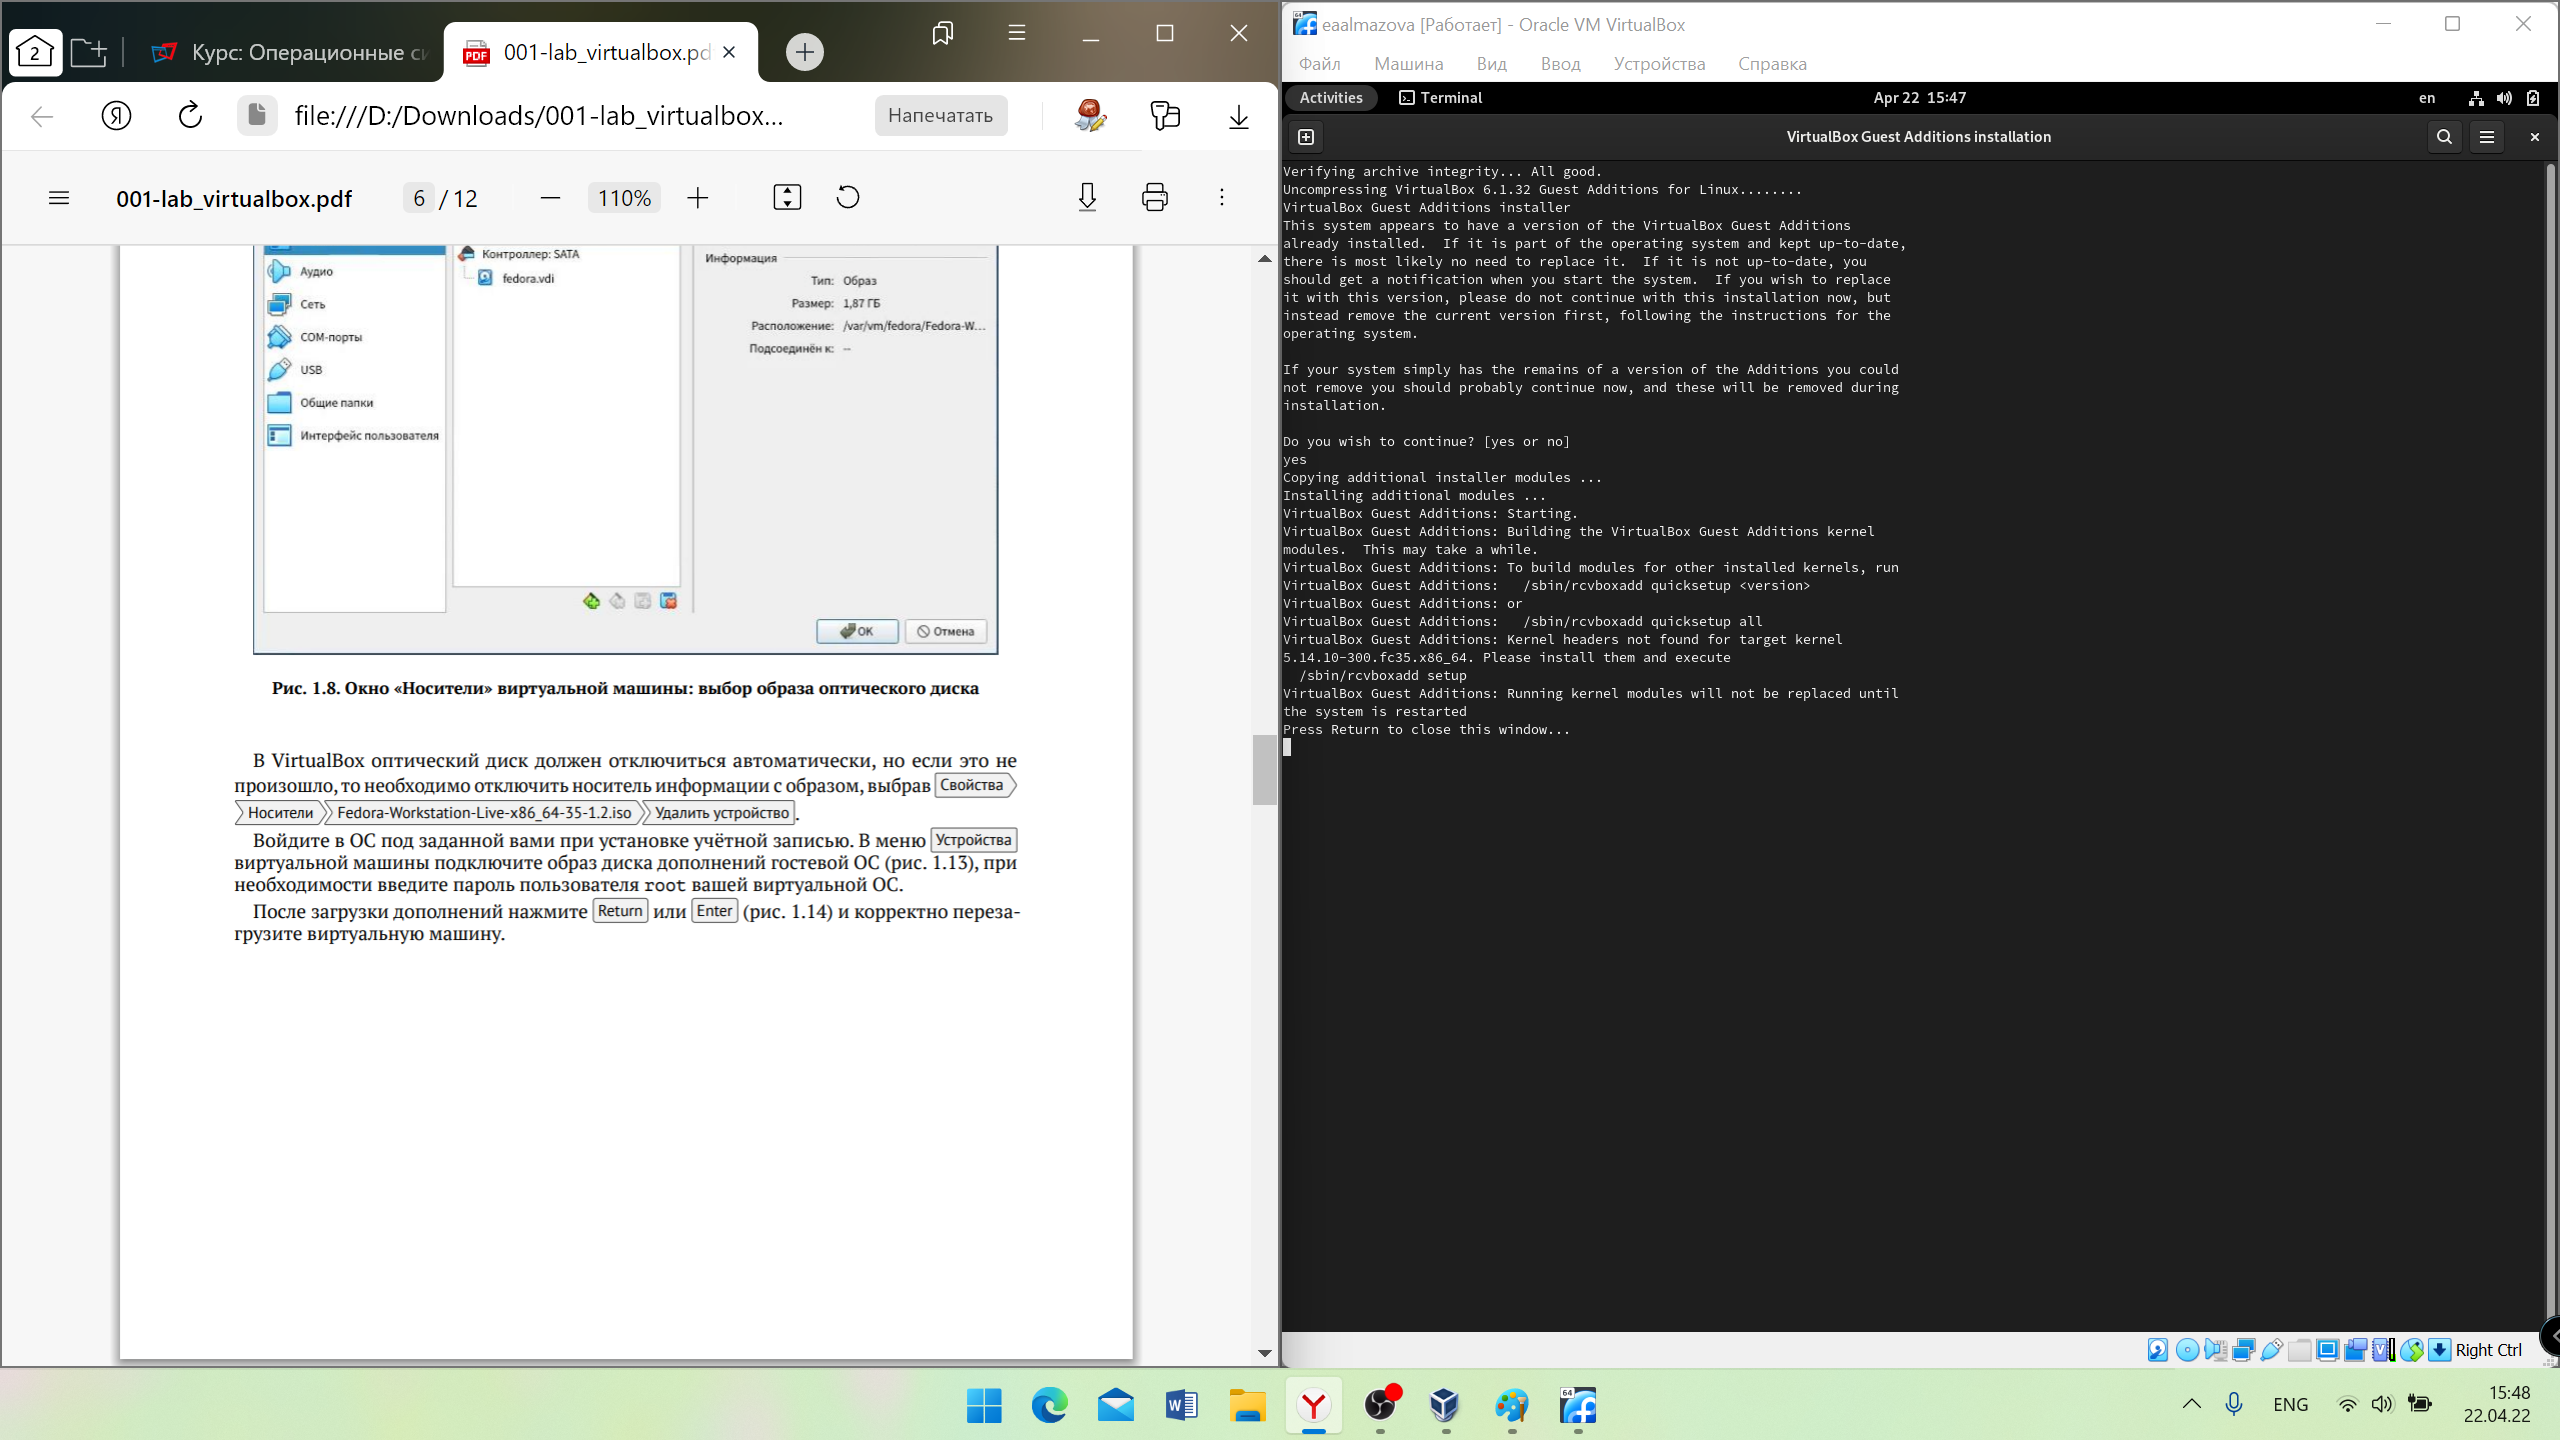 2
Курс: Операционные си
001-lab_virtualbox.pd
file:///D:/Downloads/001-lab_virtualbox...
Напечатать
001-lab_virtualbox.pdf
6 / 12
110%
Контроллер: SATA
fedora.vdi
Аудио
Сеть
COM-порты
USB
Общие папки
Интерфейс пользователя
Информация
Тип: Образ
Размер: 1,87 ГБ
Расположение: /var/vm/fedora/Fedora-W...
Подсоединён к: --
OK
Отмена
Рис. 1.8. Окно «Носители» виртуальной машины: выбор образа оптического диска
В VirtualBox оптический диск должен отключиться автоматически, но если это не
произошло, то необходимо отключить носитель информации с образом, выбрав Свойства
Носители Fedora-Workstation-Live-x86_64-35-1.2.iso Удалить устройство .
Войдите в ОС под заданной вами при установке учётной записью. В меню Устройства
виртуальной машины подключите образ диска дополнений гостевой ОС (рис. 1.13), при
необходимости введите пароль пользователя root вашей виртуальной ОС.
После загрузки дополнений нажмите Return или Enter (рис. 1.14) и корректно переза-
грузите виртуальную машину.
eaalmazova [Работает] - Oracle VM VirtualBox
Файл Машина Вид Ввод Устройства Справка
Activities Terminal Apr 22 15:47 en
VirtualBox Guest Additions installation
Verifying archive integrity... All good.
Uncompressing VirtualBox 6.1.32 Guest Additions for Linux........
VirtualBox Guest Additions installer
This system appears to have a version of the VirtualBox Guest Additions
already installed.  If it is part of the operating system and kept up-to-date,
there is most likely no need to replace it.  If it is not up-to-date, you
should get a notification when you start the system.  If you wish to replace
it with this version, please do not continue with this installation now, but
instead remove the current version first, following the instructions for the
operating system.
If your system simply has the remains of a version of the Additions you could
not remove you should probably continue now, and these will be removed during
installation.
Do you wish to continue? [yes or no]
yes
Copying additional installer modules ...
Installing additional modules ...
VirtualBox Guest Additions: Starting.
VirtualBox Guest Additions: Building the VirtualBox Guest Additions kernel
modules.  This may take a while.
VirtualBox Guest Additions: To build modules for other installed kernels, run
VirtualBox Guest Additions:   /sbin/rcvboxadd quicksetup <version>
VirtualBox Guest Additions: or
VirtualBox Guest Additions:   /sbin/rcvboxadd quicksetup all
VirtualBox Guest Additions: Kernel headers not found for target kernel
5.14.10-300.fc35.x86_64. Please install them and execute
/sbin/rcvboxadd setup
VirtualBox Guest Additions: Running kernel modules will not be replaced until
the system is restarted
Press Return to close this window...
Right Ctrl
ENG
15:48
22.04.22